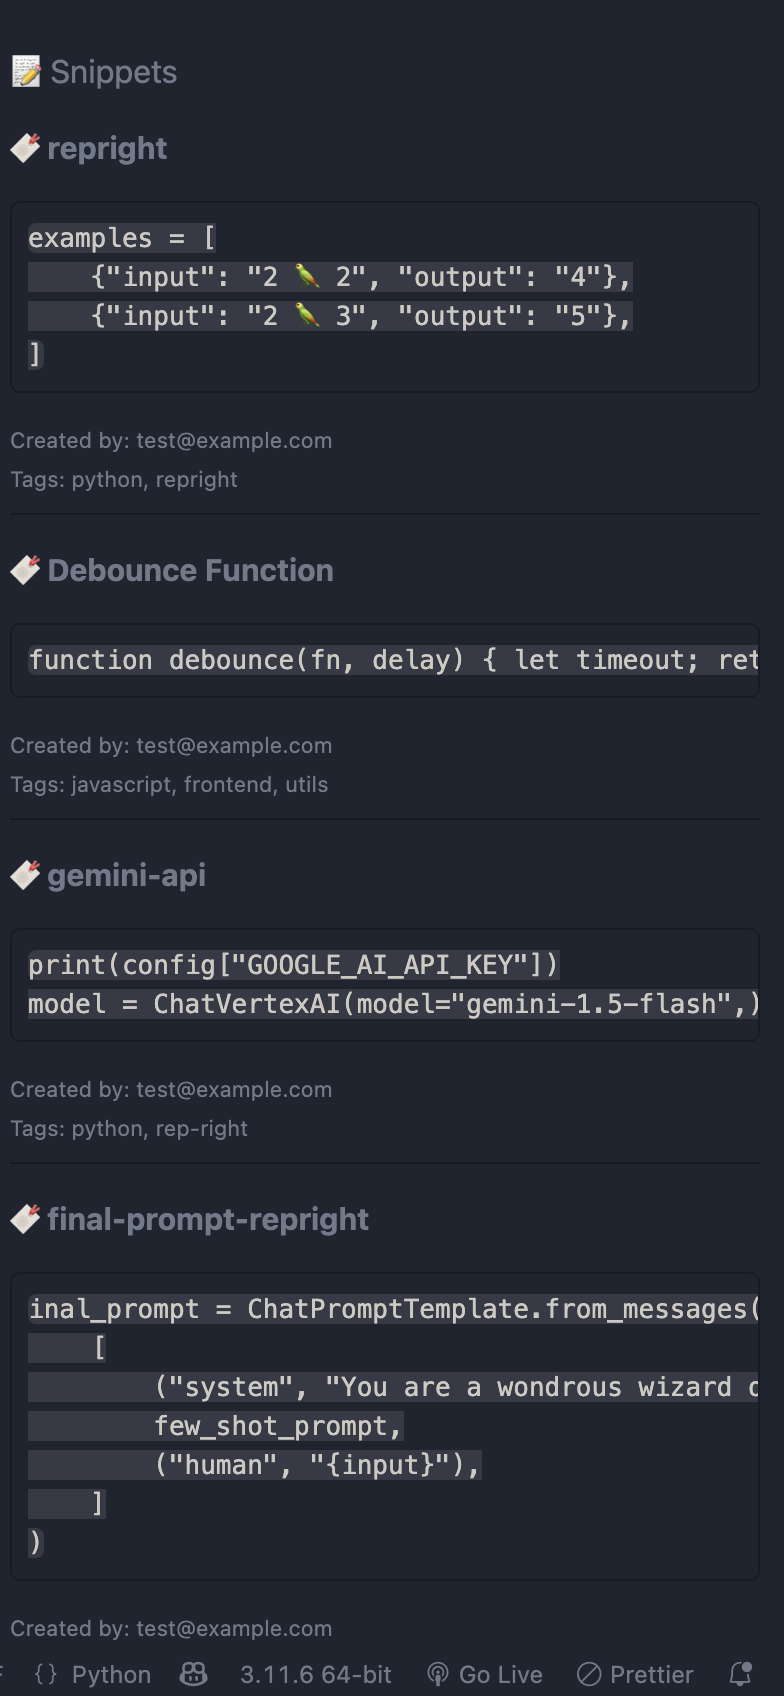 📝 Snippets
repright
examples = [
    {"input": "2 🦜 2", "output": "4"},
    {"input": "2 🦜 3", "output": "5"},
]
Created by: test@example.com
Tags: python, repright
Debounce Function
function debounce(fn, delay) { let timeout; ret
Created by: test@example.com
Tags: javascript, frontend, utils
gemini-api
print(config["GOOGLE_AI_API_KEY"])
model = ChatVertexAI(model="gemini-1.5-flash",)
Created by: test@example.com
Tags: python, rep-right
final-prompt-repright
inal_prompt = ChatPromptTemplate.from_messages(
    [
        ("system", "You are a wondrous wizard o
        few_shot_prompt,
        ("human", "{input}"),
    ]
)
Created by: test@example.com
{} Python 3.11.6 64-bit Go Live Prettier